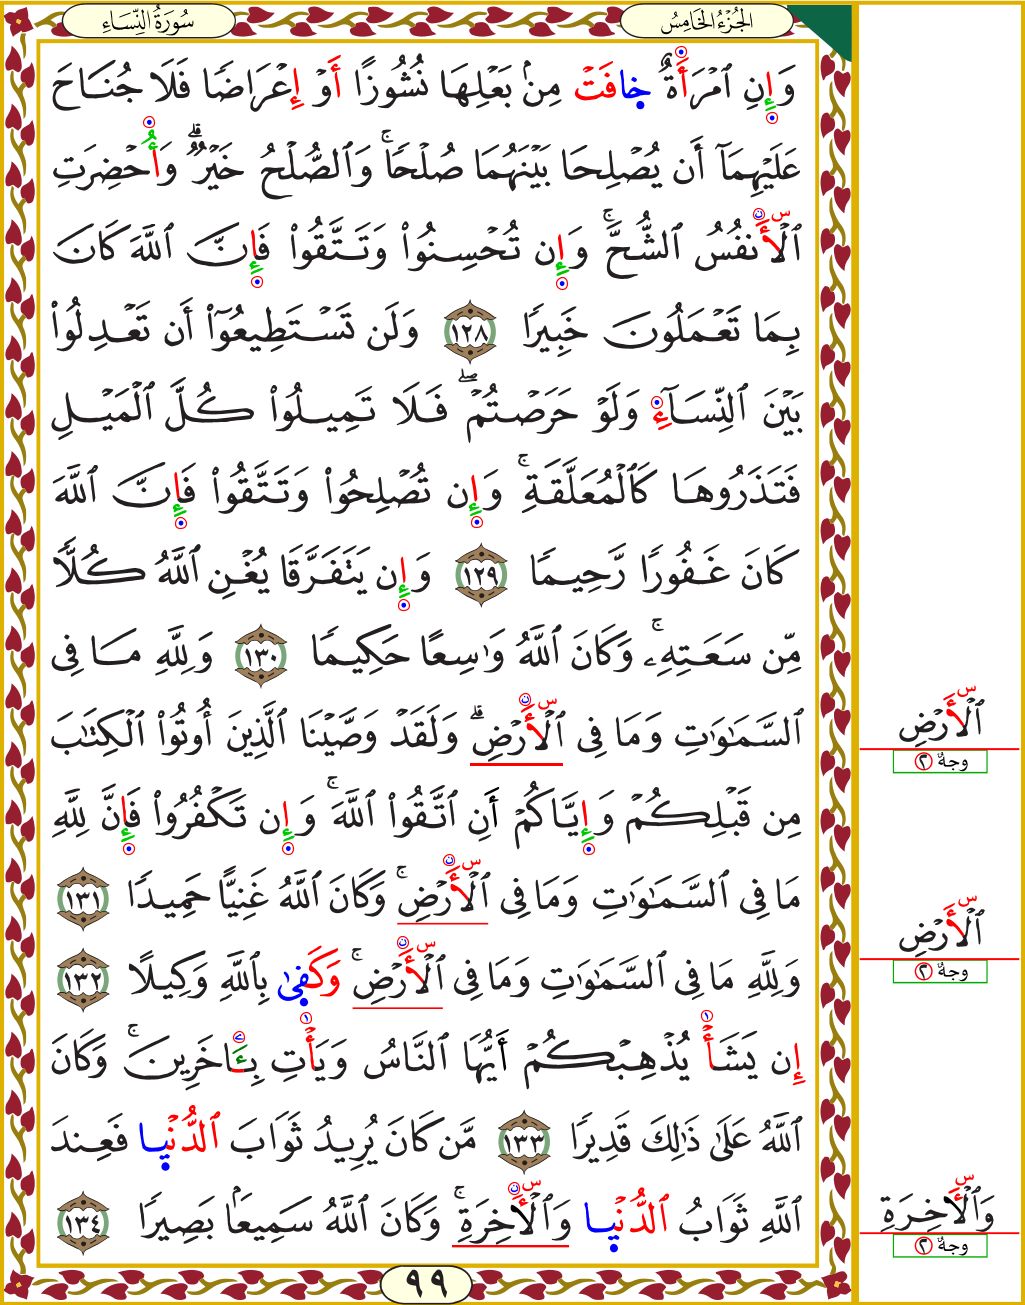 الجُزْءُ الخَامِسُ
سُورَةُ النِّسَاءِ
وَإِنِ ٱمْرَأَةٌ خَافَتْ مِنۢ بَعْلِهَا نُشُوزًا أَوْ إِعْرَاضًا فَلَا جُنَاحَ
عَلَيْهِمَآ أَن يُصْلِحَا بَيْنَهُمَا صُلْحًا ۚ وَٱلصُّلْحُ خَيْرٌ ۗ وَأُحْضِرَتِ
ٱلْأَنفُسُ ٱلشُّحَّ ۚ وَإِن تُحْسِنُوا۟ وَتَتَّقُوا۟ فَإِنَّ ٱللَّهَ كَانَ
بِمَا تَعْمَلُونَ خَبِيرًا ١٢٨ وَلَن تَسْتَطِيعُوٓا۟ أَن تَعْدِلُوا۟
بَيْنَ ٱلنِّسَآءِ وَلَوْ حَرَصْتُمْ ۖ فَلَا تَمِيلُوا۟ كُلَّ ٱلْمَيْلِ
فَتَذَرُوهَا كَٱلْمُعَلَّقَةِ ۚ وَإِن تُصْلِحُوا۟ وَتَتَّقُوا۟ فَإِنَّ ٱللَّهَ
كَانَ غَفُورًا رَّحِيمًا ١٢٩ وَإِن يَتَفَرَّقَا يُغْنِ ٱللَّهُ كُلًّا
مِّن سَعَتِهِۦ ۚ وَكَانَ ٱللَّهُ وَٰسِعًا حَكِيمًا ١٣٠ وَلِلَّهِ مَا فِى
ٱلسَّمَٰوَٰتِ وَمَا فِى ٱلْأَرْضِ ۗ وَلَقَدْ وَصَّيْنَا ٱلَّذِينَ أُوتُوا۟ ٱلْكِتَٰبَ
مِن قَبْلِكُمْ وَإِيَّاكُمْ أَنِ ٱتَّقُوا۟ ٱللَّهَ ۚ وَإِن تَكْفُرُوا۟ فَإِنَّ لِلَّهِ
مَا فِى ٱلسَّمَٰوَٰتِ وَمَا فِى ٱلْأَرْضِ ۚ وَكَانَ ٱللَّهُ غَنِيًّا حَمِيدًا ١٣١
وَلِلَّهِ مَا فِى ٱلسَّمَٰوَٰتِ وَمَا فِى ٱلْأَرْضِ ۚ وَكَفَىٰ بِٱللَّهِ وَكِيلًا ١٣٢
إِن يَشَأْ يُذْهِبْكُمْ أَيُّهَا ٱلنَّاسُ وَيَأْتِ بِـَٔاخَرِينَ ۚ وَكَانَ
ٱللَّهُ عَلَىٰ ذَٰلِكَ قَدِيرًا ١٣٣ مَّن كَانَ يُرِيدُ ثَوَابَ ٱلدُّنْيَا فَعِندَ
ٱللَّهِ ثَوَابُ ٱلدُّنْيَا وَٱلْأَخِرَةِ ۚ وَكَانَ ٱللَّهُ سَمِيعًۢا بَصِيرًا ١٣٤
٩٩
س
ٱلْأَرْضِ
وجهٌ ٢
س
ٱلْأَرْضِ
وجهٌ ٢
س
وَٱلْأَخِرَةِ
وجهٌ ٢